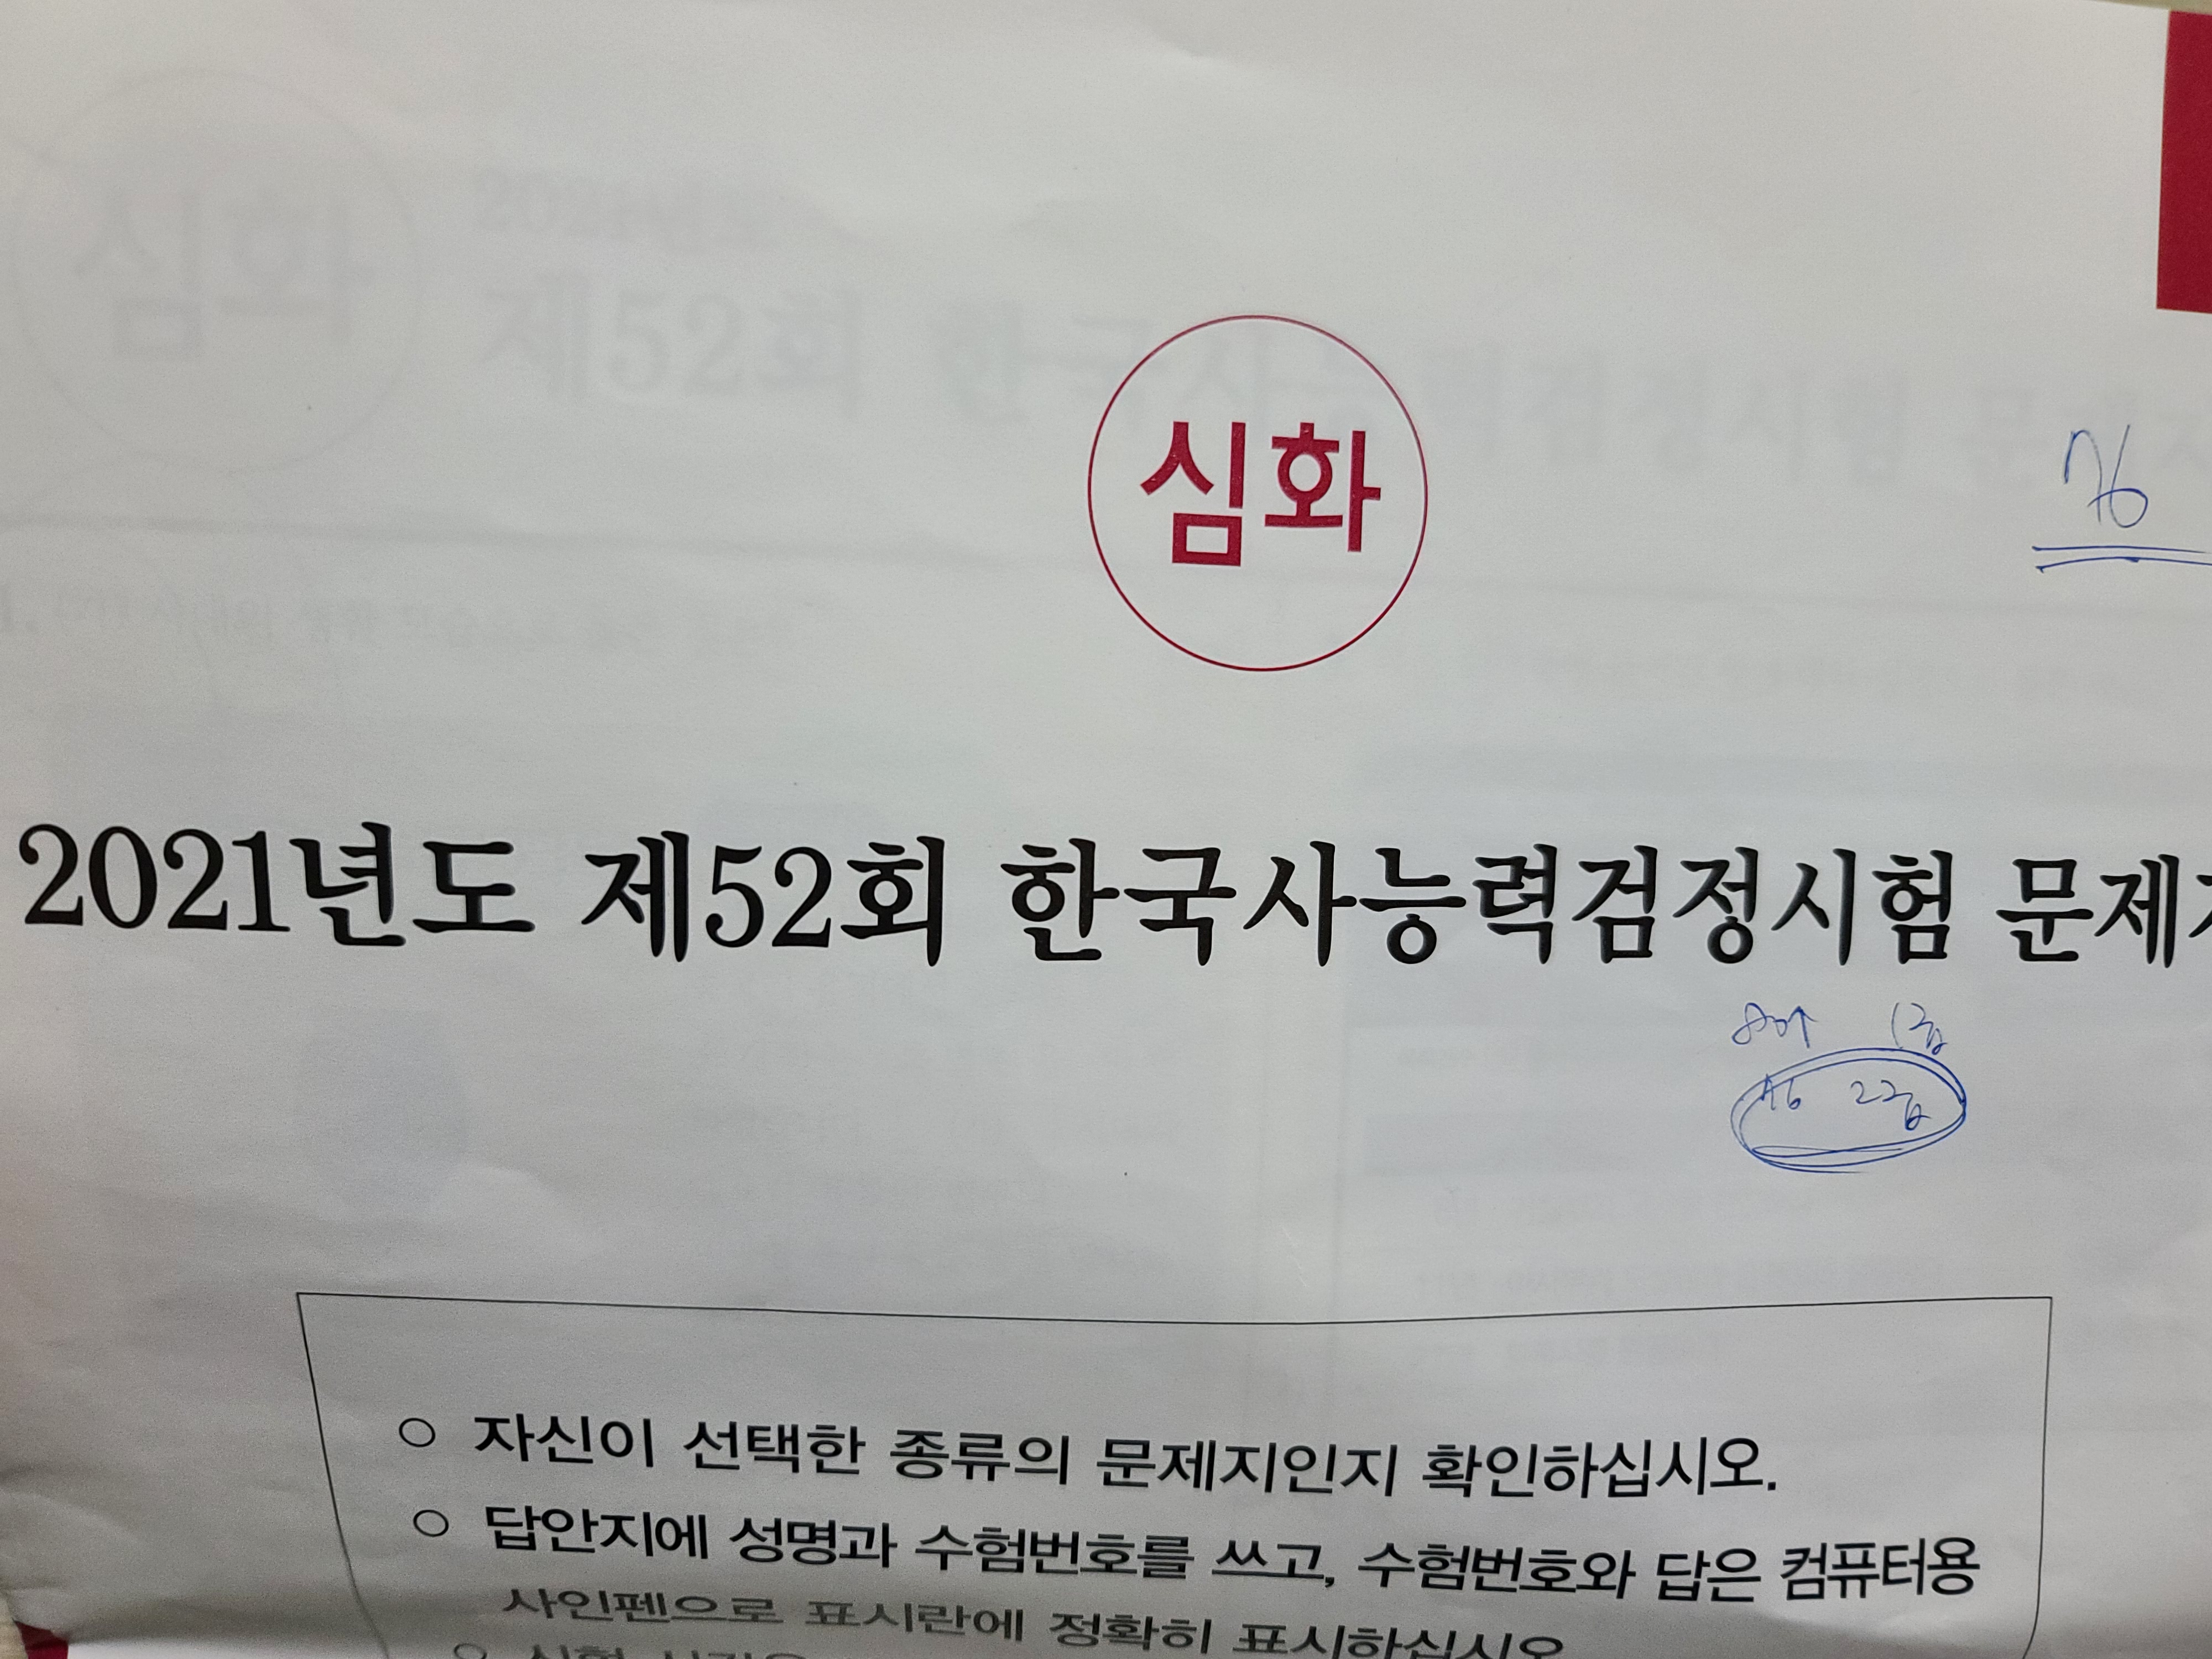 심화
76
2021년도 제52회 한국사능력검정시험 문제
80↑ 1급
76 2급
○ 자신이 선택한 종류의 문제지인지 확인하십시오.
○ 답안지에 성명과 수험번호를 쓰고, 수험번호와 답은 컴퓨터용
사인펜으로 표시란에 정확히 표시하십시오